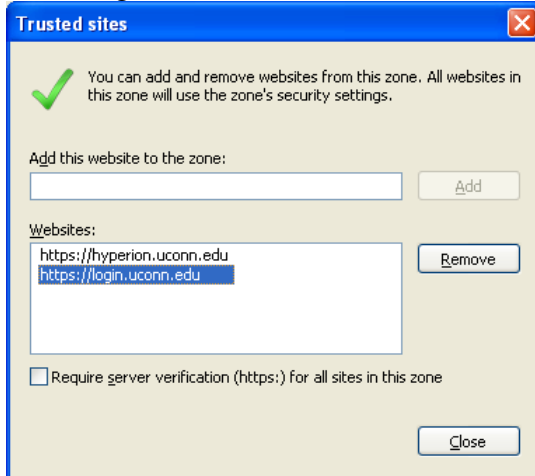 Trusted sites
You can add and remove websites from this zone. All websites in
this zone will use the zone's security settings.
Add this website to the zone:
Add
Websites:
https://hyperion.uconn.edu
https://login.uconn.edu
Remove
Require server verification (https:) for all sites in this zone
Close